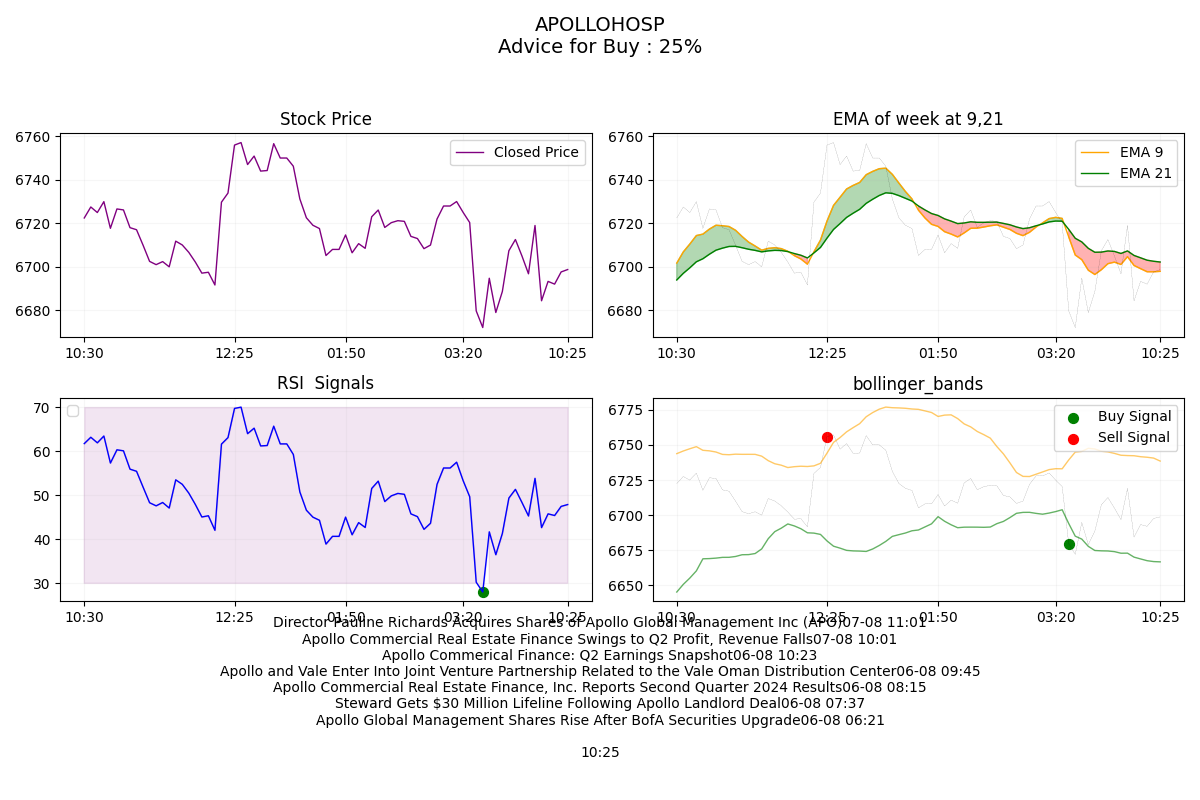 APOLLOHOSP
Advice for Buy : 25%
Stock Price
EMA of week at 9,21
6760
6740
6720
6700
6680
Closed Price
10:30
12:25
01:50
03:20
10:25
6760
6740
6720
6700
6680
EMA 9
EMA 21
10:30
12:25
01:50
03:20
10:25
RSI  Signals
bollinger_bands
70
60
50
40
30
10:30
12:25
01:50
03:20
10:25
6775
6750
6725
6700
6675
6650
Buy Signal
Sell Signal
10:30
12:25
01:50
03:20
10:25
Director Pauline Richards Acquires Shares of Apollo Global Management Inc (APO)07-08 11:01
Apollo Commercial Real Estate Finance Swings to Q2 Profit, Revenue Falls07-08 10:01
Apollo Commerical Finance: Q2 Earnings Snapshot06-08 10:23
Apollo and Vale Enter Into Joint Venture Partnership Related to the Vale Oman Distribution Center06-08 09:45
Apollo Commercial Real Estate Finance, Inc. Reports Second Quarter 2024 Results06-08 08:15
Steward Gets $30 Million Lifeline Following Apollo Landlord Deal06-08 07:37
Apollo Global Management Shares Rise After BofA Securities Upgrade06-08 06:21
10:25